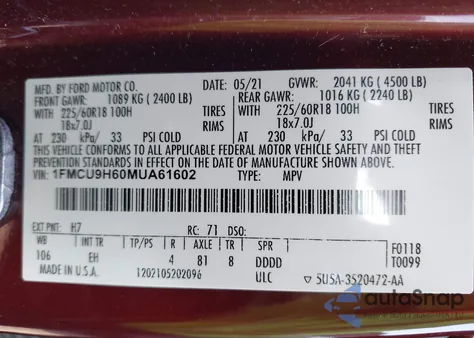 MFD. BY FORD MOTOR CO.
05/21 GVWR: 2041 KG (4500 LB)
FRONT GAWR: 1089 KG (2400 LB) REAR GAWR: 1016 KG (2240 LB)
WITH 225/60R18 100H TIRES WITH 225/60R18 100H TIRES
18x7.0J 18x7.0J
AT 230 kPa/ 33 PSI COLD AT 230 kPa/ 33 PSI COLD
THIS VEHICLE CONFORMS TO ALL APPLICABLE FEDERAL MOTOR VEHICLE SAFETY AND THEFT
PREVENTION STANDARDS IN EFFECT ON THE DATE OF MANUFACTURE SHOWN ABOVE.
VIN: 1FMCU9H60MUA61602 TYPE: MPV
EXT PNT: H7 RC: 71 DSO:
WB INT TR TP/PS R AXLE TR SPR F0118
106 EH 4 81 8 DDDD T0099
MADE IN U.S.A. 1202105202096 ULC 5U5A-3520472-AA
autoSnap